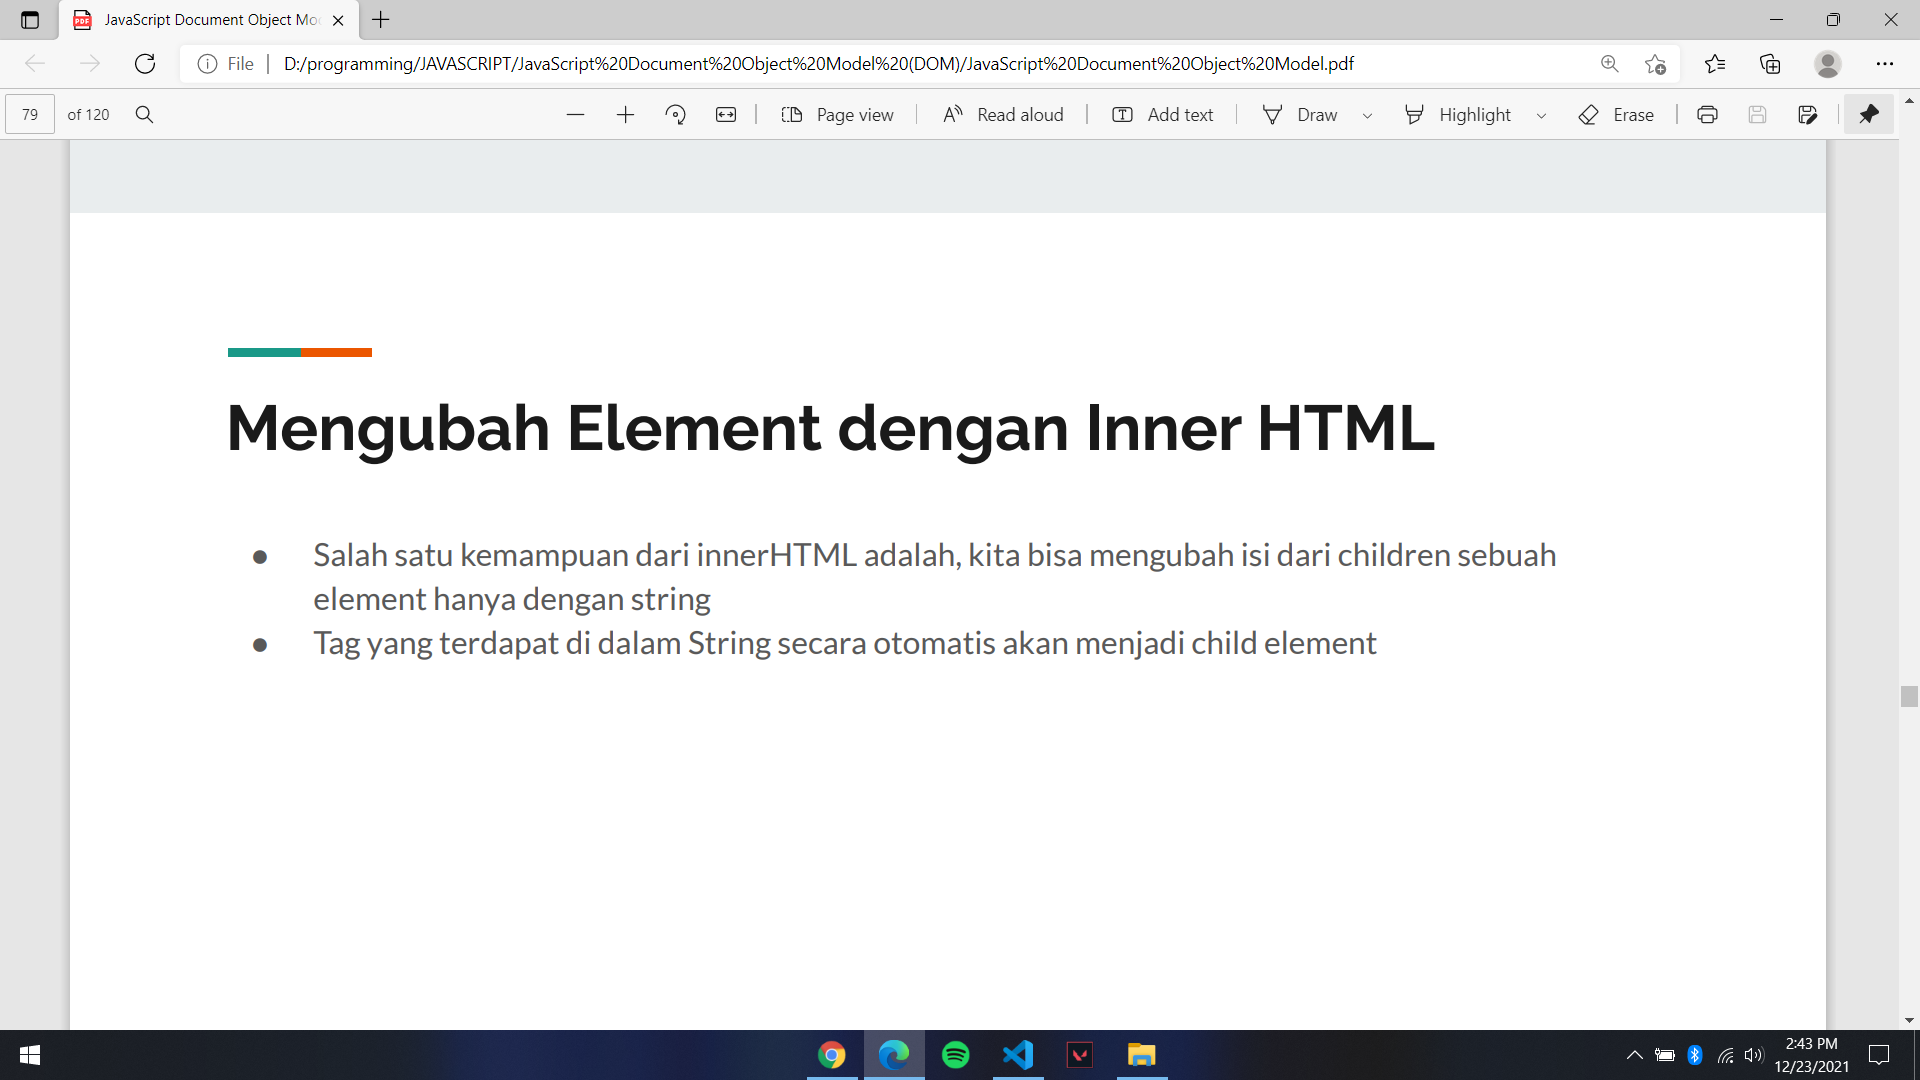 JavaScript Document Object Mo
File
D:/programming/JAVASCRIPT/JavaScript%20Document%20Object%20Model%20(DOM)/JavaScript%20Document%20Object%20Model.pdf
79 of 120
Page view
Read aloud
Add text
Draw
Highlight
Erase
Mengubah Element dengan Inner HTML
● Salah satu kemampuan dari innerHTML adalah, kita bisa mengubah isi dari children sebuah
element hanya dengan string
● Tag yang terdapat di dalam String secara otomatis akan menjadi child element
2:43 PM
12/23/2021